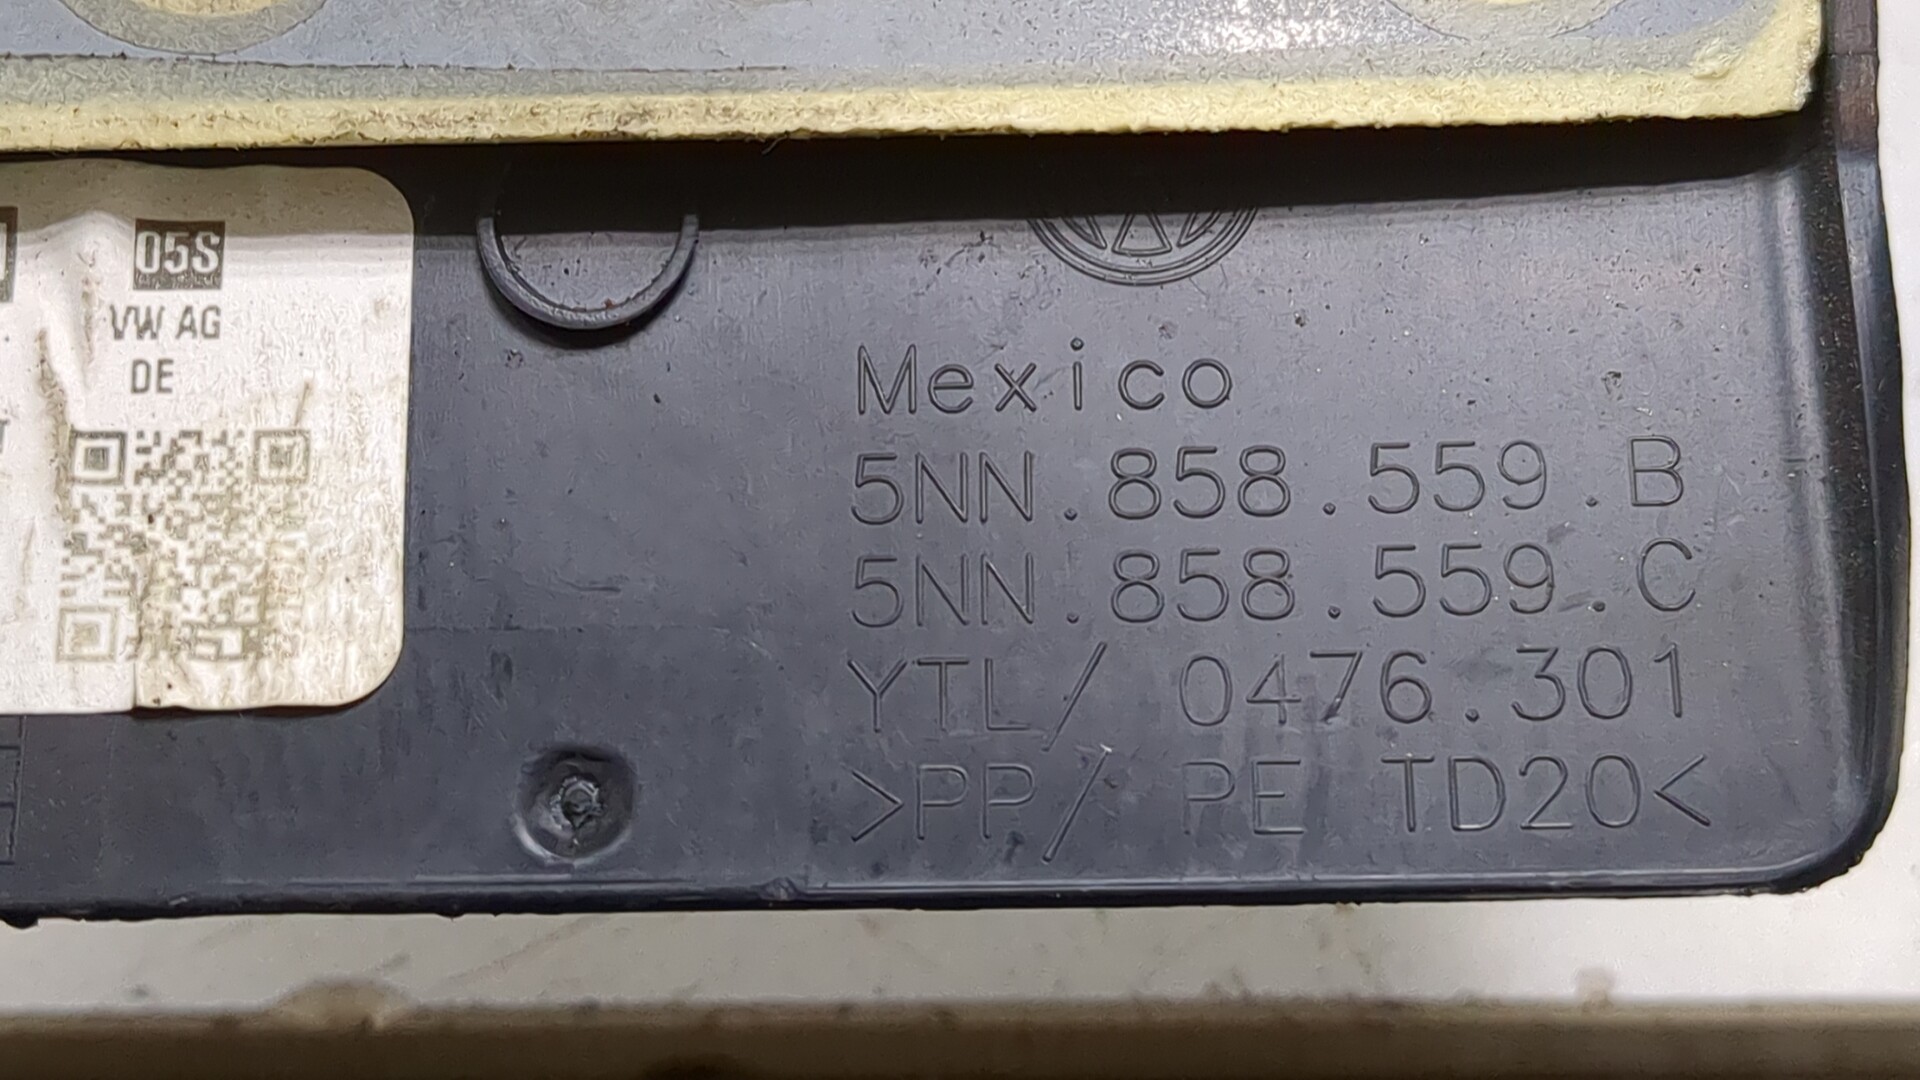 05S
VW AG
DE
Mexico
5NN.858.559.B
5NN.858.559.C
YTL/ 0476.301
>PP/ PE TD20<